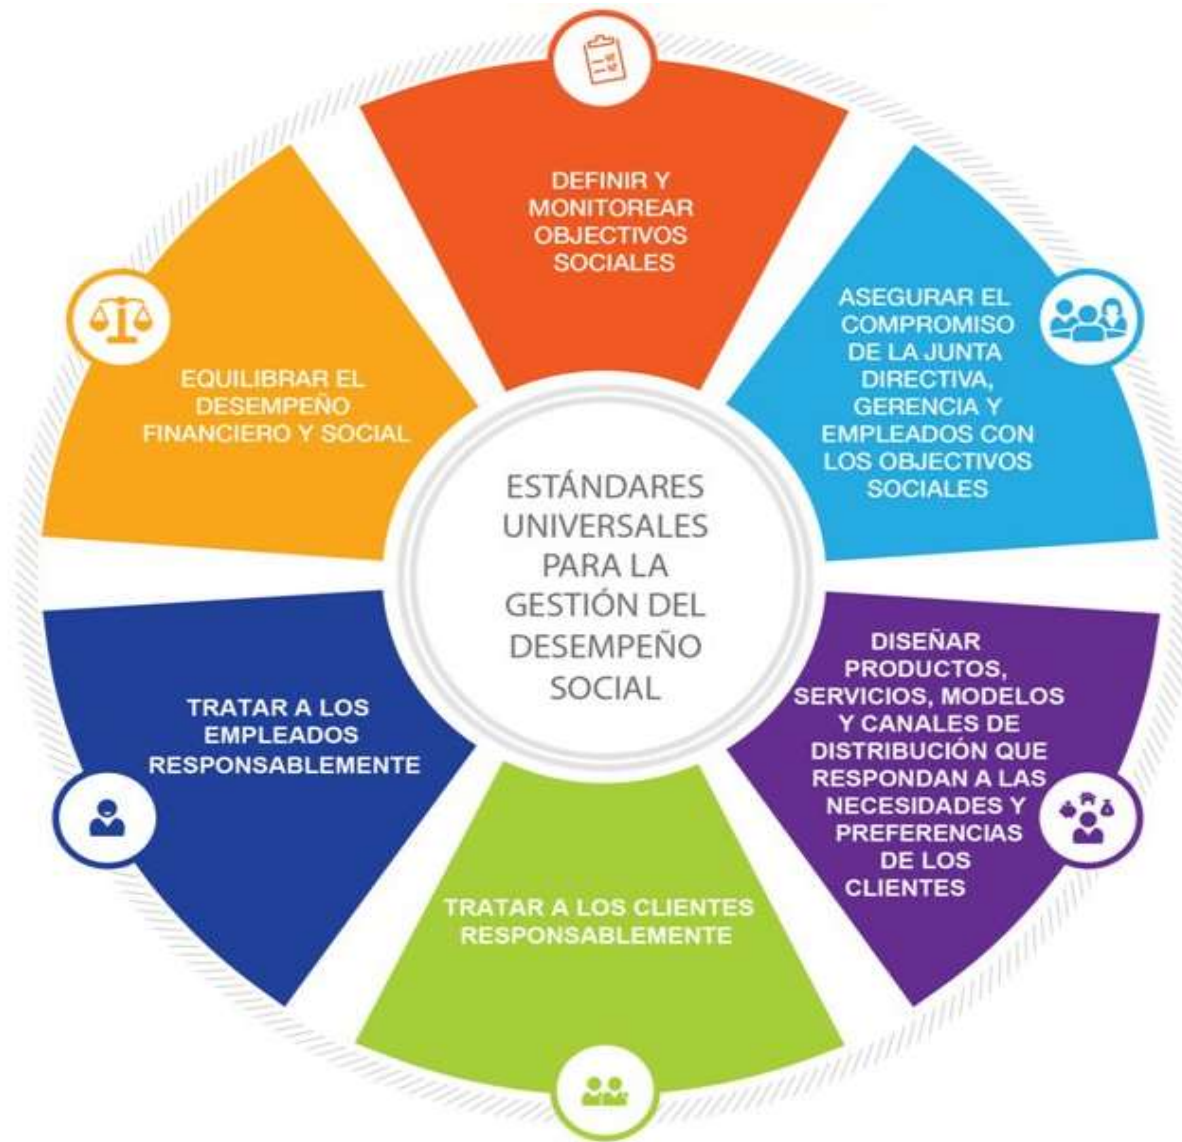 DEFINIR Y
MONITOREAR
OBJECTIVOS
SOCIALES
ASEGURAR EL
COMPROMISO
DE LA JUNTA
DIRECTIVA,
GERENCIA Y
EMPLEADOS CON
LOS OBJECTIVOS
SOCIALES
DISEÑAR
PRODUCTOS,
SERVICIOS, MODELOS
Y CANALES DE
DISTRIBUCIÓN QUE
RESPONDAN A LAS
NECESIDADES Y
PREFERENCIAS
DE LOS
CLIENTES
TRATAR A LOS CLIENTES
RESPONSABLEMENTE
TRATAR A LOS
EMPLEADOS
RESPONSABLEMENTE
EQUILIBRAR EL
DESEMPEÑO
FINANCIERO Y SOCIAL
ESTÁNDARES
UNIVERSALES
PARA LA
GESTIÓN DEL
DESEMPEÑO
SOCIAL